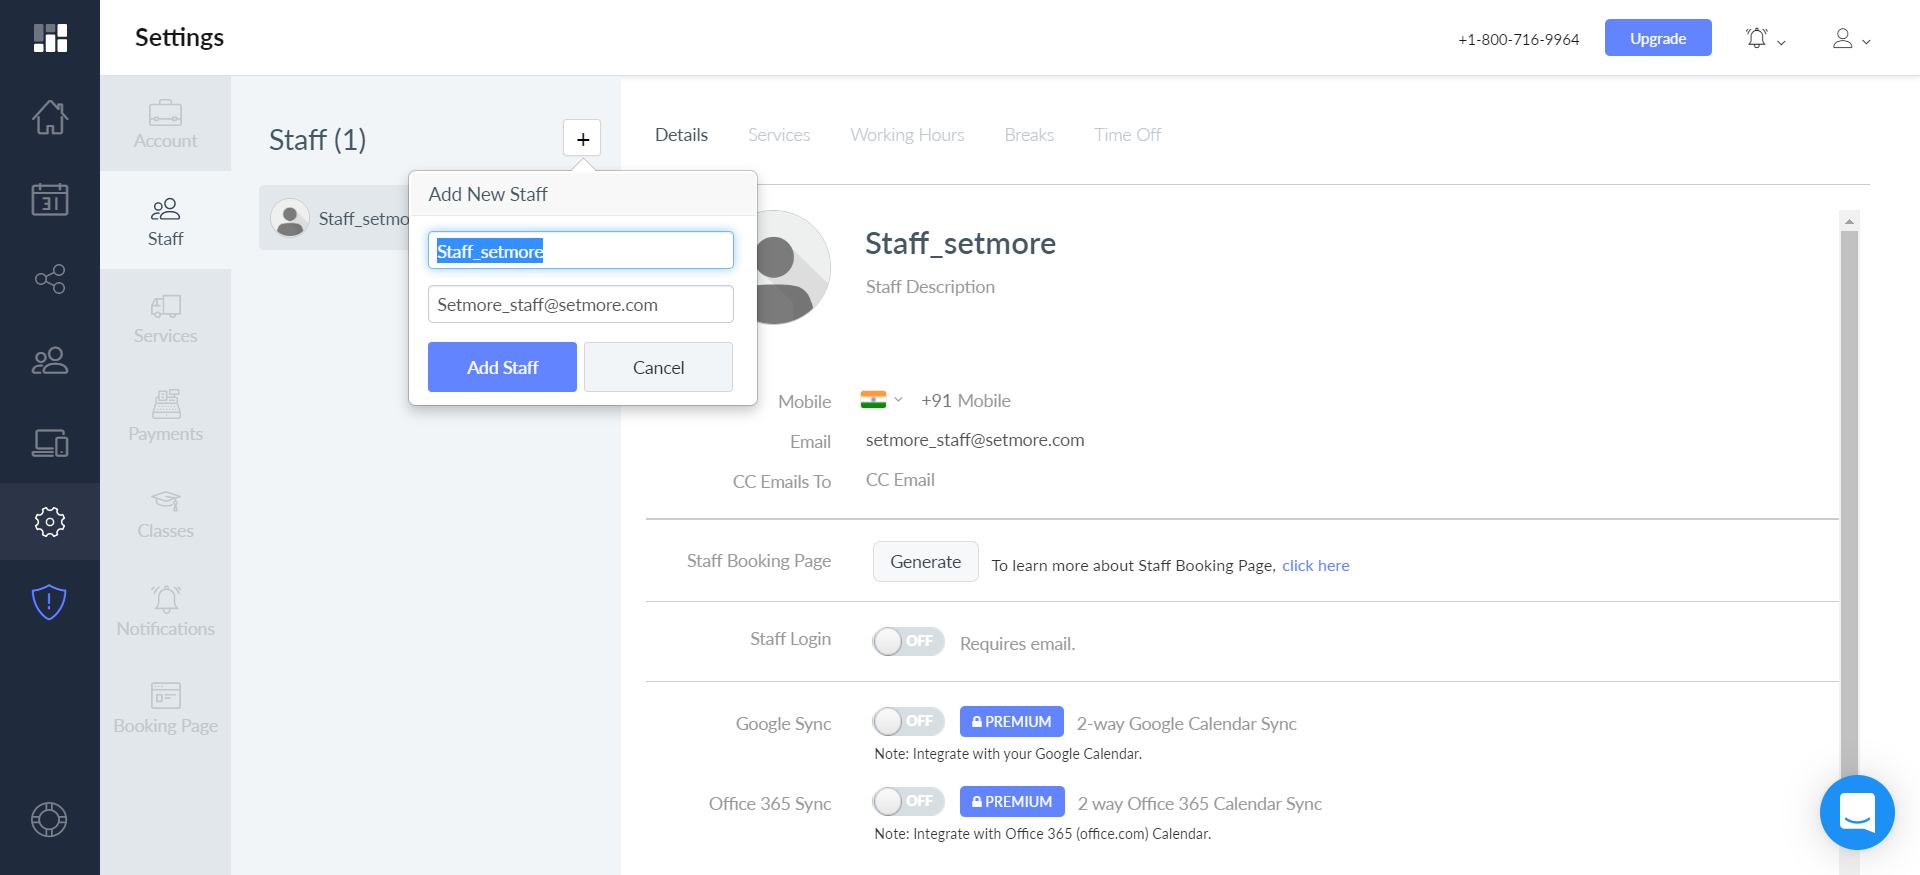 Settings
+1-800-716-9964
Upgrade
31
Account
Staff
Services
Payments
Classes
Notifications
Booking Page
Staff (1)
+
Staff_setmo
Add New Staff
Staff_setmore
Setmore_staff@setmore.com
Add Staff
Cancel
Details
Services
Working Hours
Breaks
Time Off
Staff_setmore
Staff Description
Mobile
+91 Mobile
Email
setmore_staff@setmore.com
CC Emails To
CC Email
Staff Booking Page
Generate
To learn more about Staff Booking Page, click here
Staff Login
OFF
Requires email.
Google Sync
OFF
PREMIUM
2-way Google Calendar Sync
Note: Integrate with your Google Calendar.
Office 365 Sync
OFF
PREMIUM
2 way Office 365 Calendar Sync
Note: Integrate with Office 365 (office.com) Calendar.